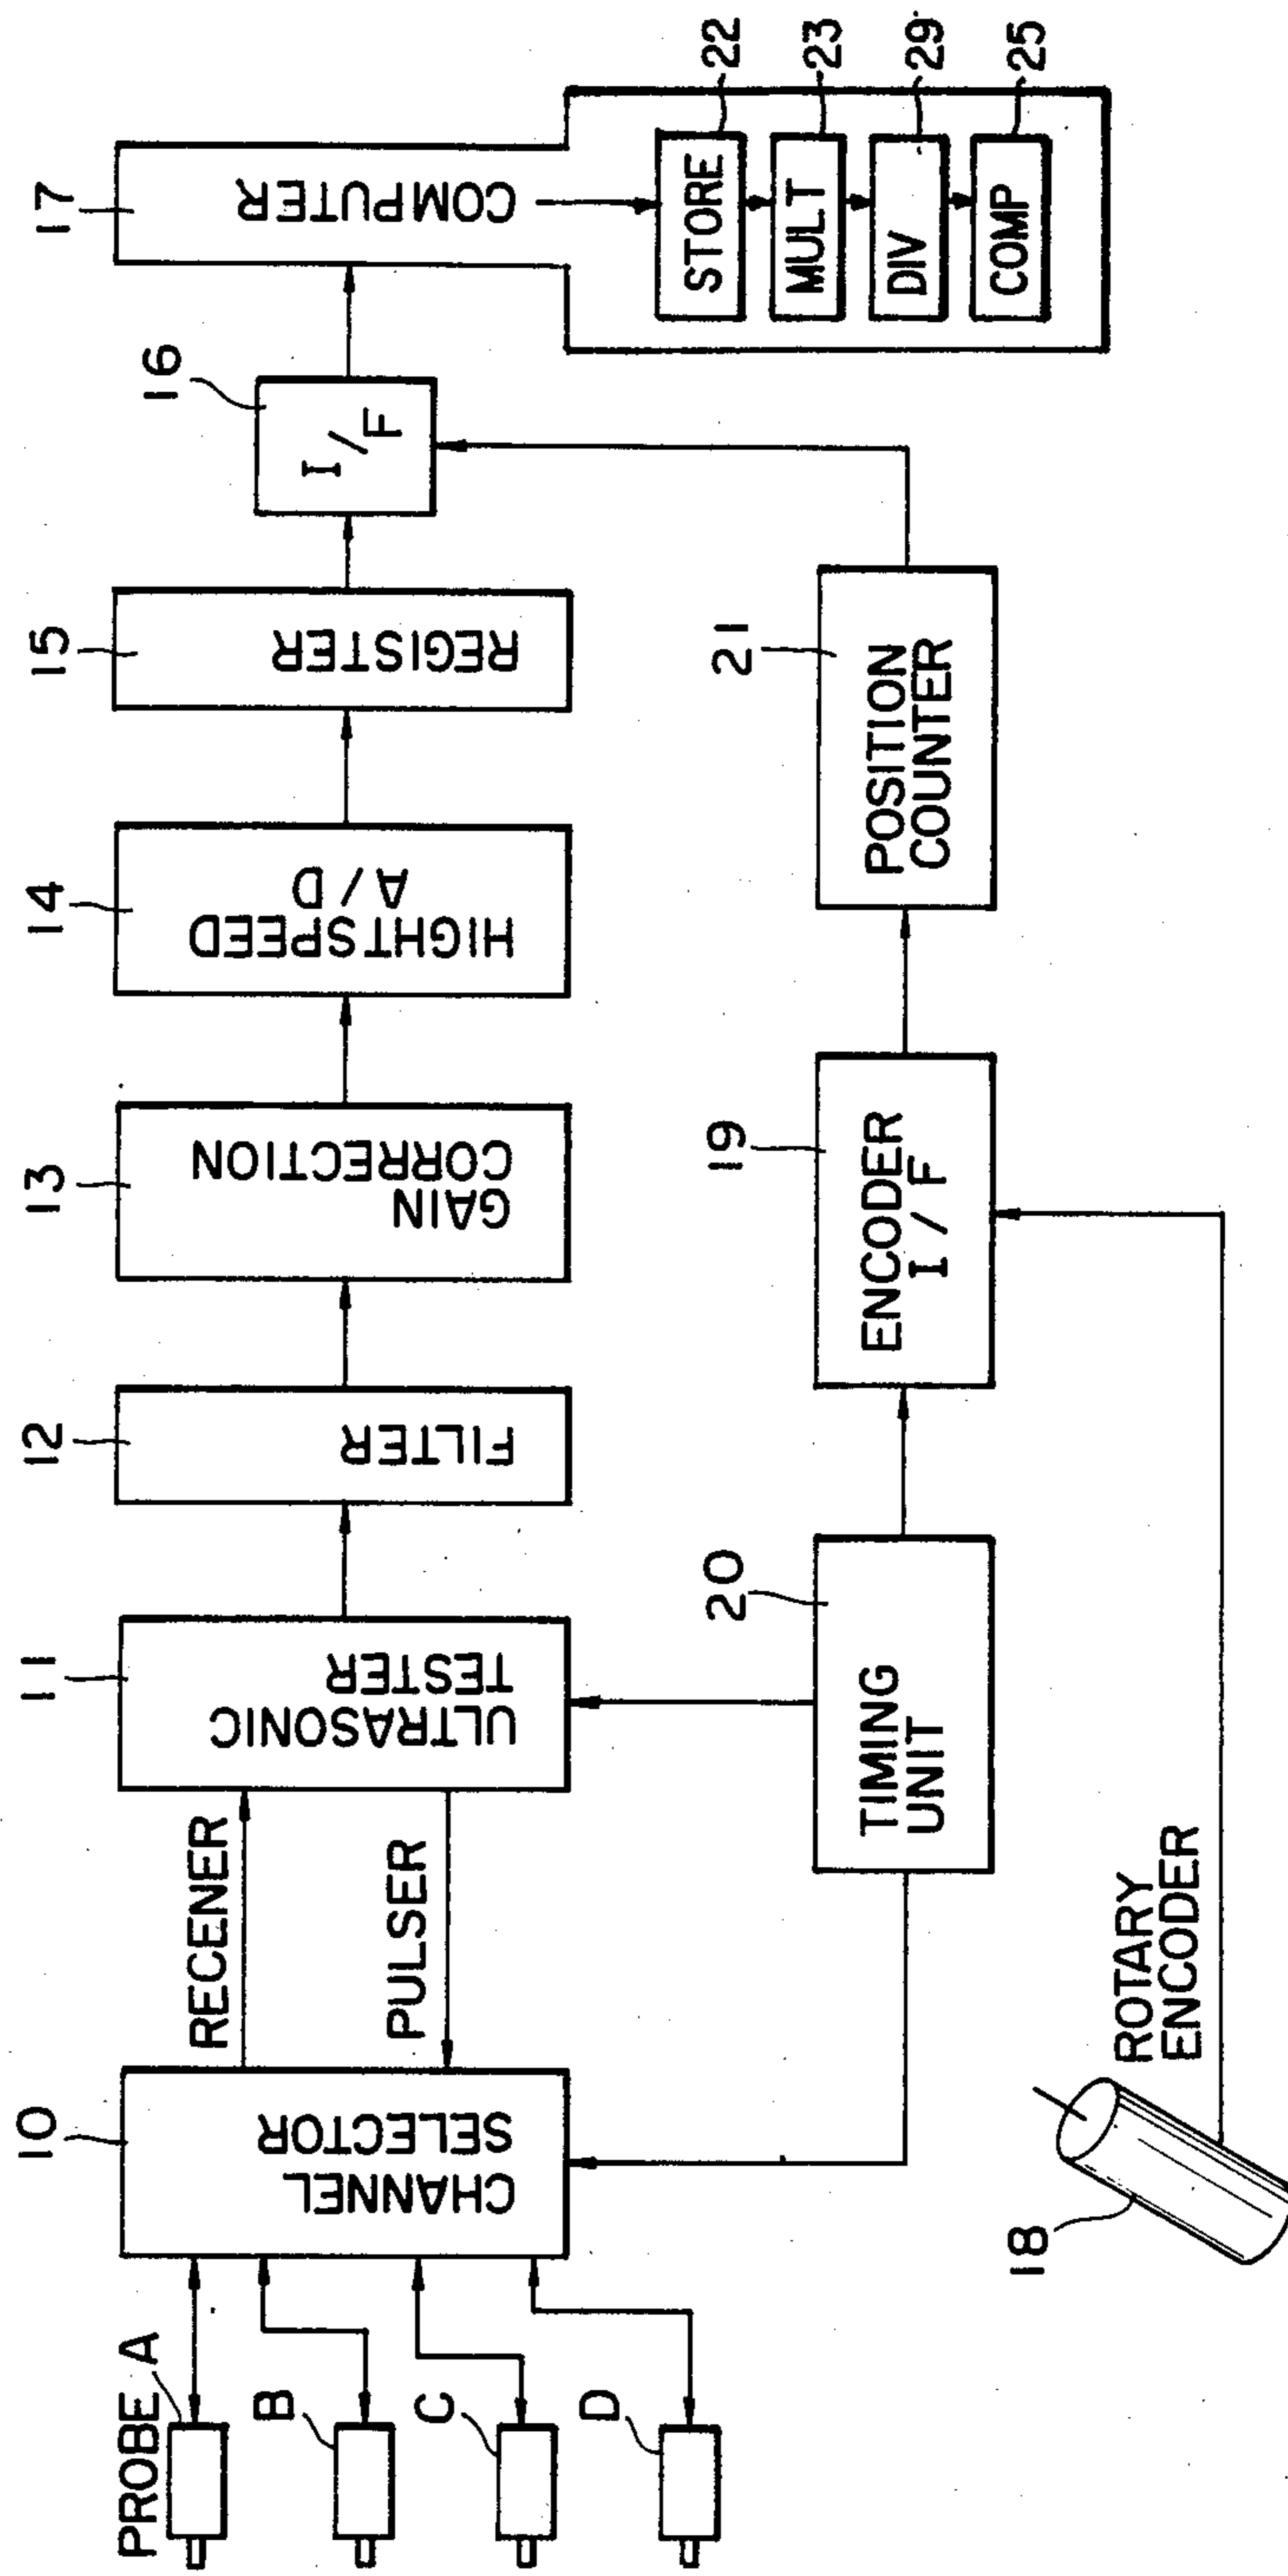 PROBE A
B
C
D
10
CHANNEL
SELECTOR
RECENER
PULSER
11
ULTRASONIC
TESTER
12
FILTER
13
GAIN
CORRECTION
14
HIGHTSPEED
A/D
15
REGISTER
16
I/F
17
COMPUTER
STORE
22
MULT
23
DIV
29
COMP
25
18
ROTARY
ENCODER
20
TIMING
UNIT
19
ENCODER
I/F
21
POSITION
COUNTER